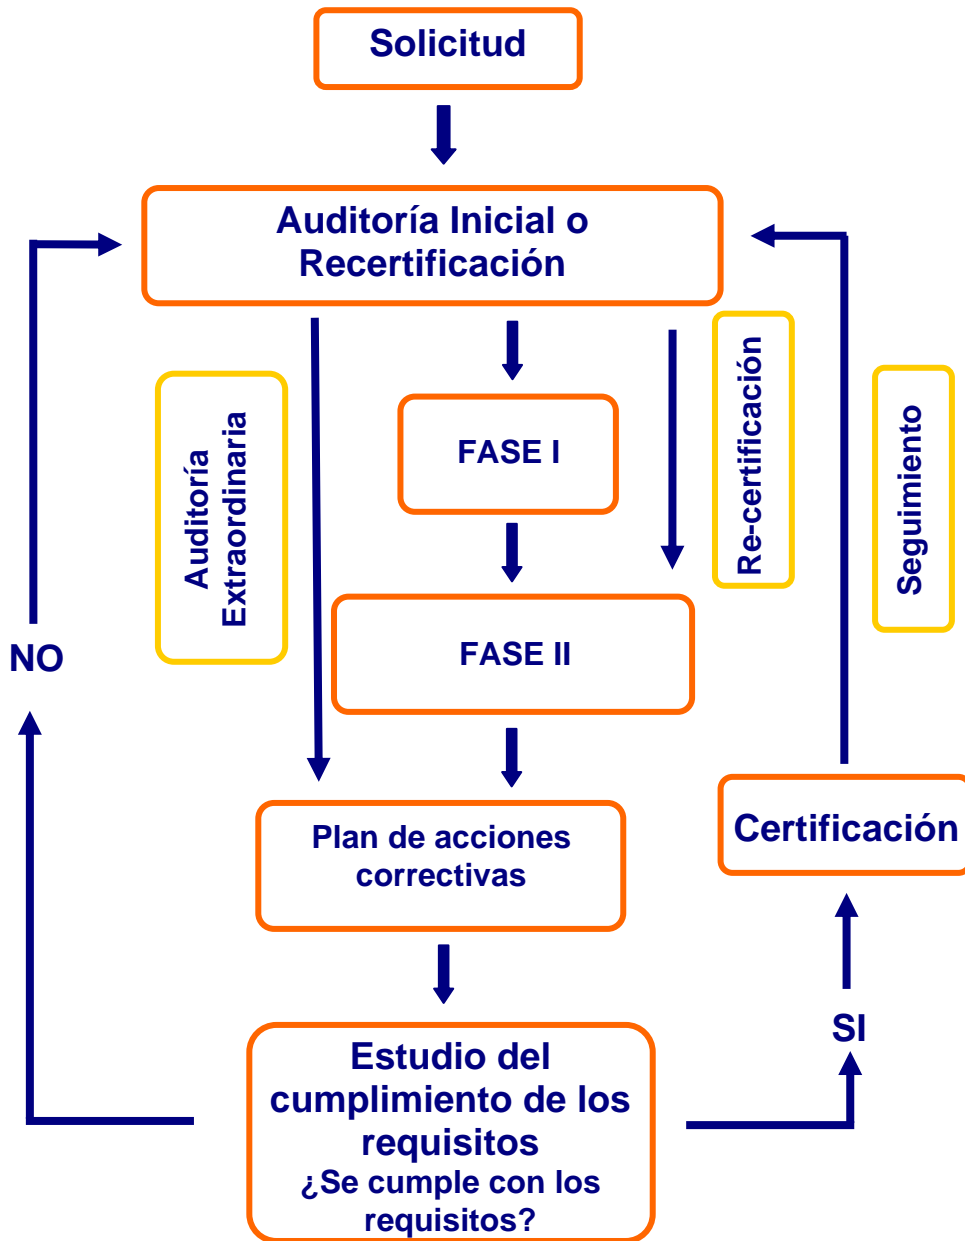 Solicitud
Auditoría Inicial o
Recertificación
Auditoría
Extraordinaria
FASE I
Re-certificación
Seguimiento
FASE II
NO
Plan de acciones
correctivas
Certificación
SI
Estudio del
cumplimiento de los
requisitos
¿Se cumple con los
requisitos?